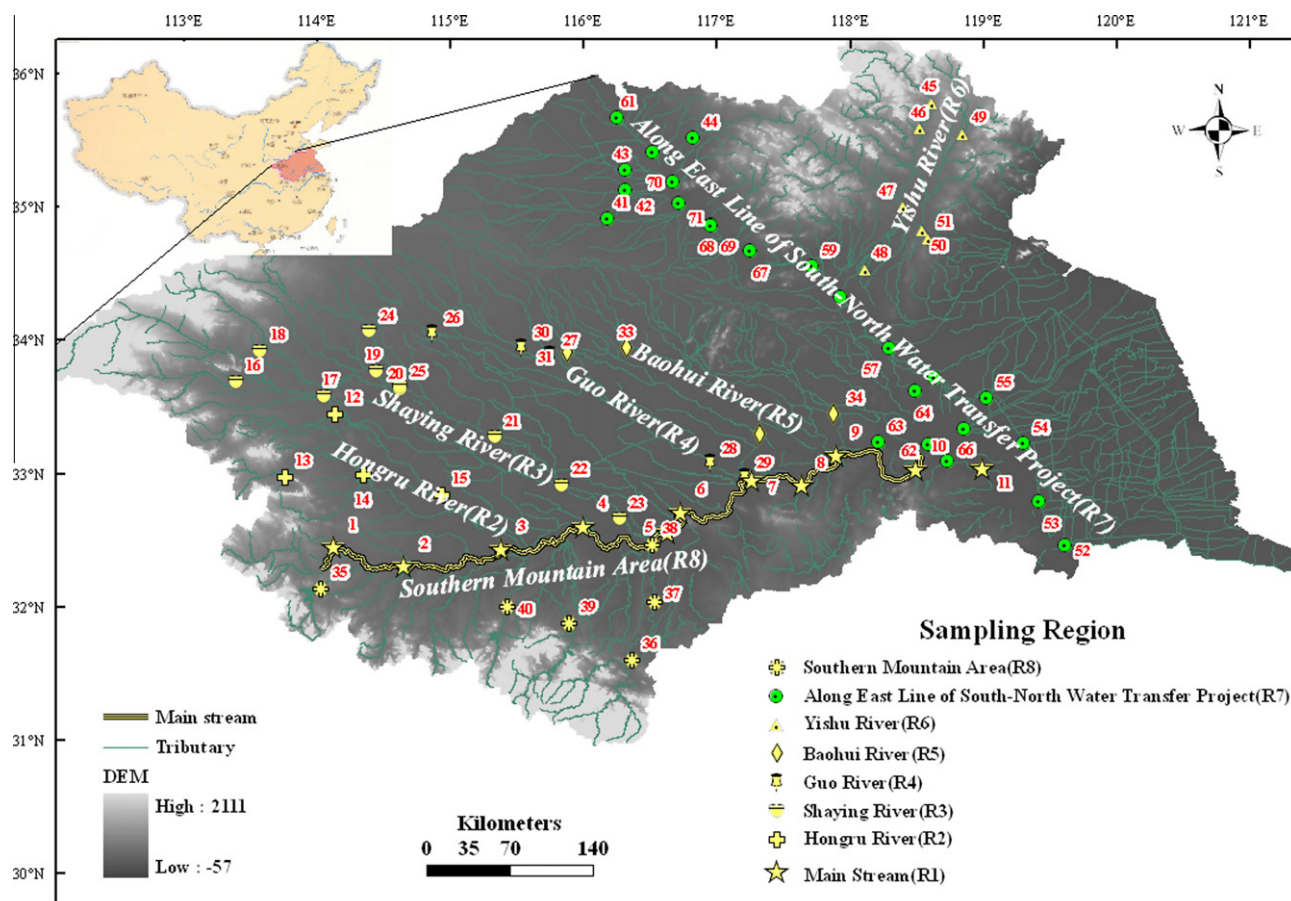 113°E 114°E 115°E 116°E 117°E 118°E 119°E 120°E 121°E
36°N
35°N
34°N
33°N
32°N
31°N
30°N
N
W E
S
45
46
49
61
44
43
70
41
42
47
51
50
71
68
69
67
59
48
Along East Line of South-North Water Transfer Project(R7)
Yishu River(R6)
24
26
30
27
33
18
31
19
16
20
25
17
12
57
55
34
64
21
63
54
28
9
13
29
8
62
10
66
22
14
15
6
7
11
4
23
1
3
5
38
53
2
52
35
37
40
39
36
Baohui River(R5)
Guo River(R4)
Shaying River(R3)
Hongru River(R2)
Southern Mountain Area(R8)
Sampling Region
Southern Mountain Area(R8)
Along East Line of South-North Water Transfer Project(R7)
Yishu River(R6)
Baohui River(R5)
Guo River(R4)
Shaying River(R3)
Hongru River(R2)
Main Stream(R1)
Main stream
Tributary
DEM
High : 2111
Low : -57
Kilometers
0 35 70 140